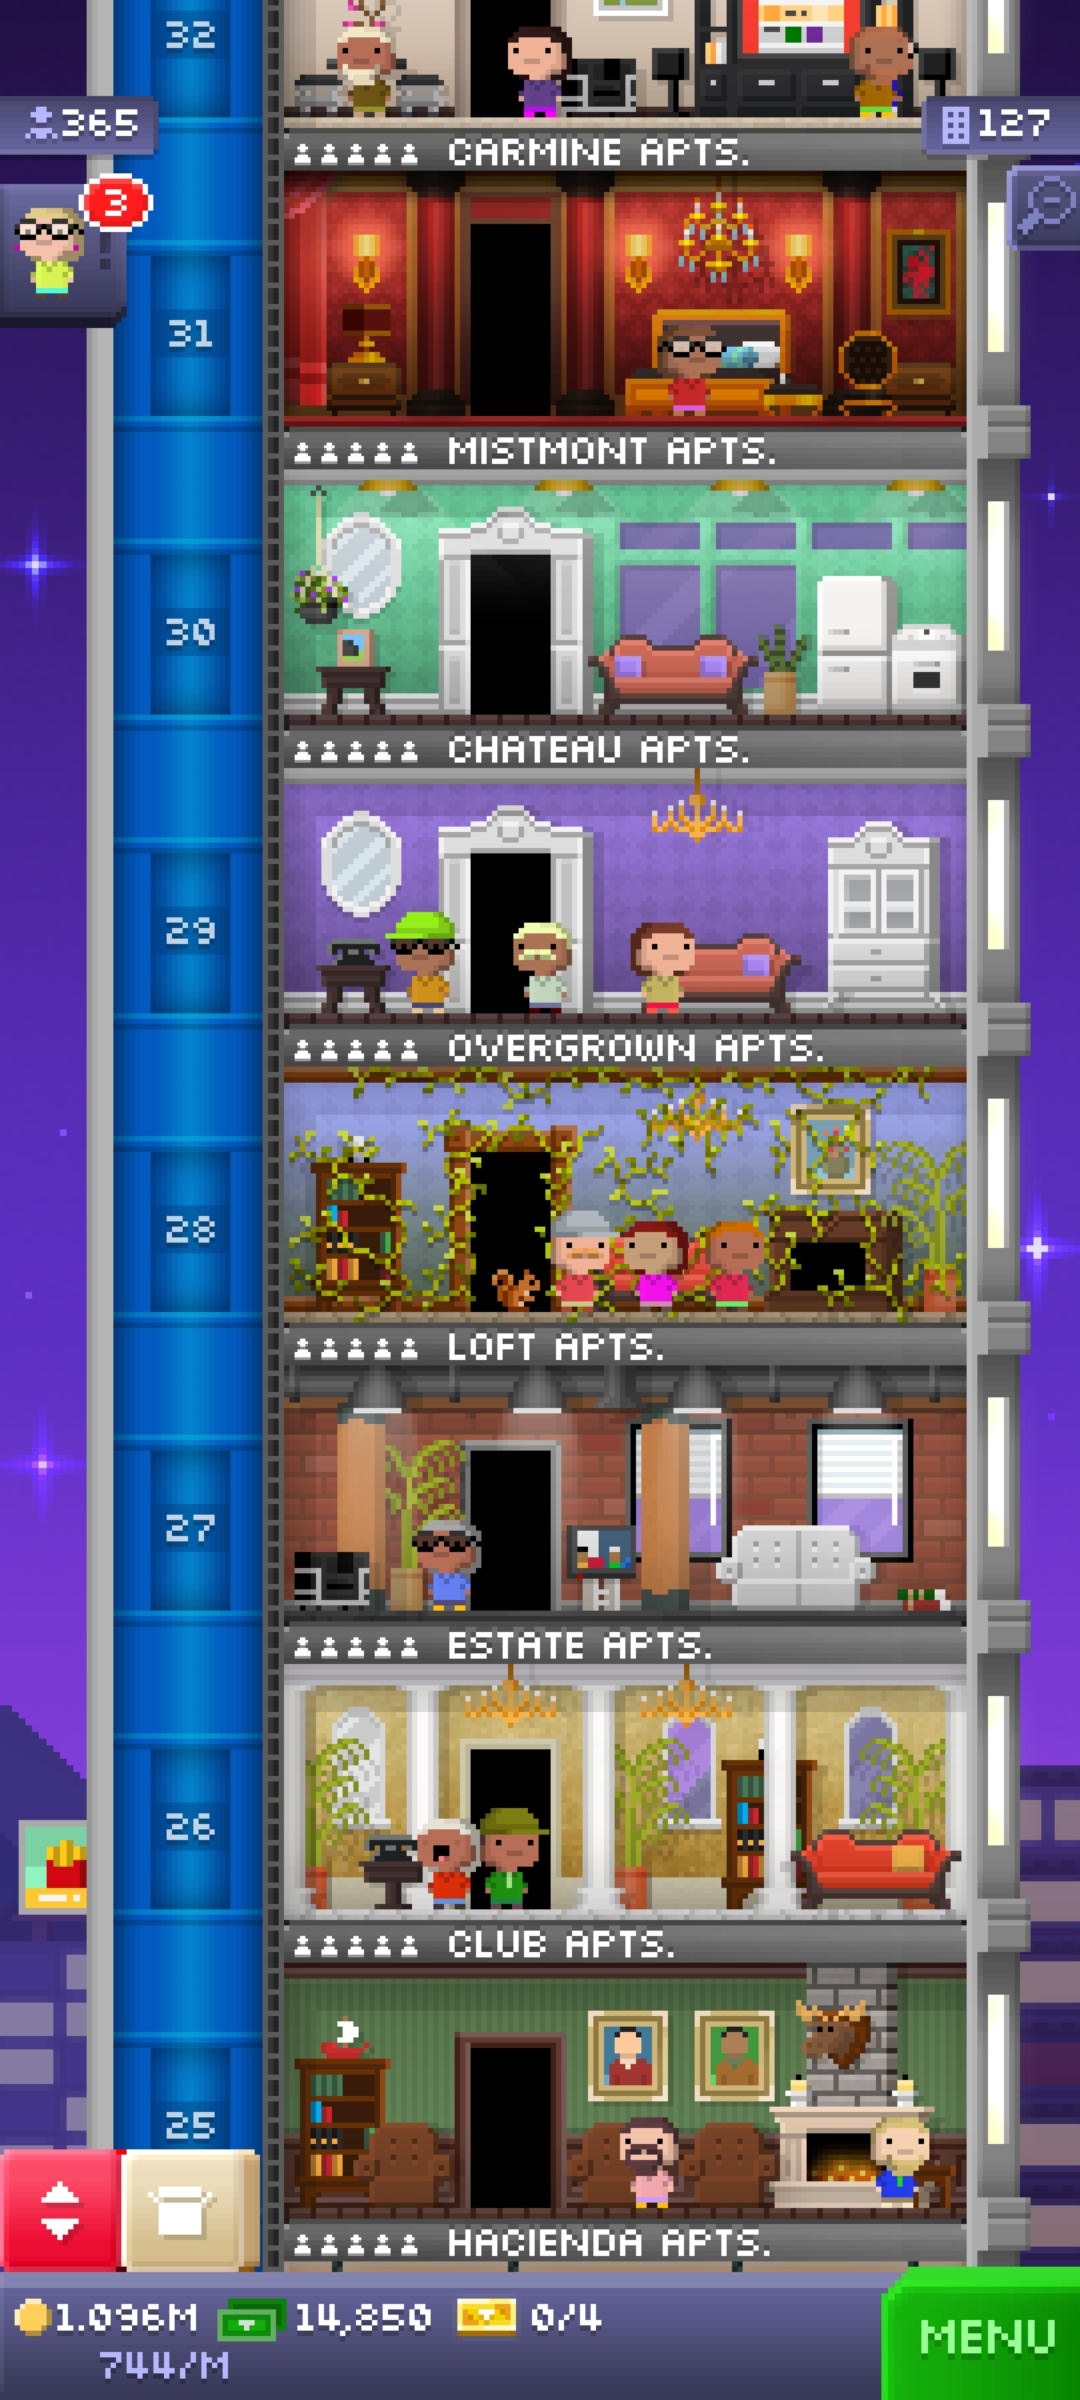 32
365
127
CARMINE APTS.
3
31
MISTMONT APTS.
30
CHATEAU APTS.
29
OVERGROWN APTS.
28
LOFT APTS.
27
ESTATE APTS.
26
CLUB APTS.
25
HACIENDA APTS.
1.096M 14,850 0/4
744/M
MENU